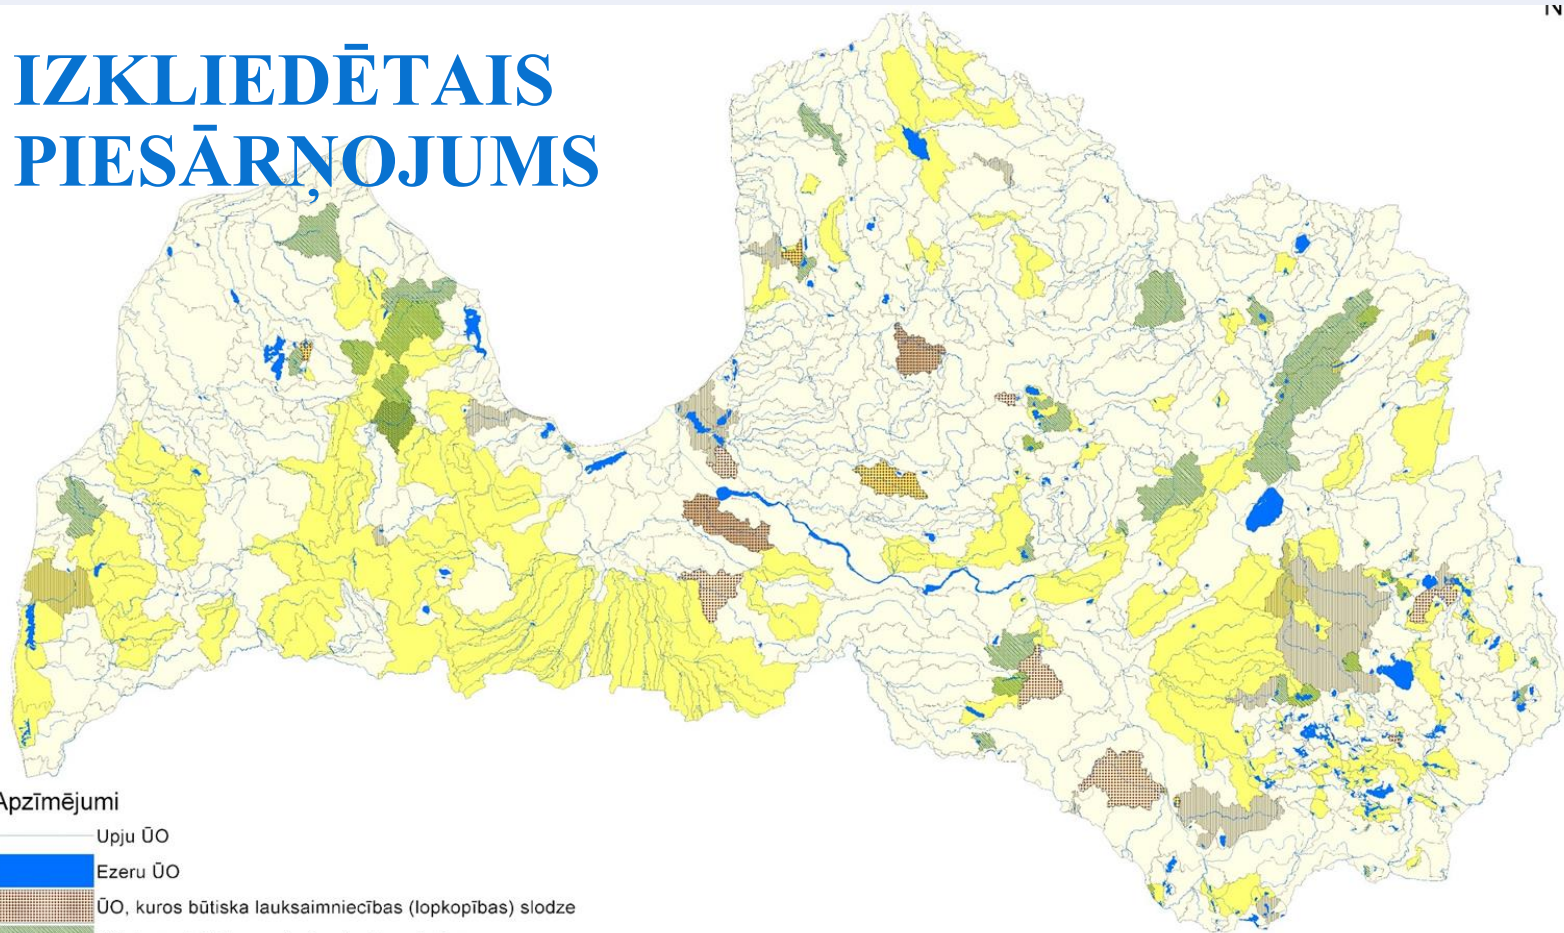 N
IZKLIEDĒTAIS
PIESĀRŅOJUMS
Apzīmējumi
Upju ŪO
Ezeru ŪO
ŪO, kuros būtiska lauksaimniecības (lopkopības) slodze